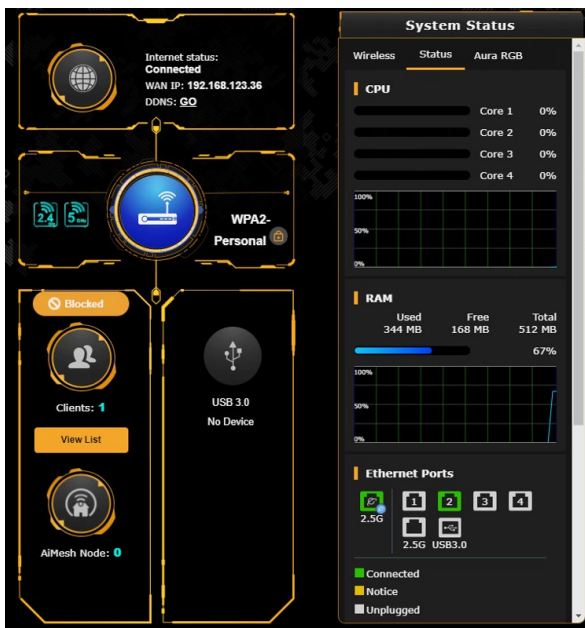 Internet status:
Connected
WAN IP: 192.168.123.36
DDNS: GO
2.4
5 GHz
WPA2-
Personal
Blocked
Clients: 1
View List
AiMesh Node: 0
USB 3.0
No Device
System Status
Wireless Status Aura RGB
CPU
Core 1 0%
Core 2 0%
Core 3 0%
Core 4 0%
100%
50%
0%
RAM
Used Free Total
344 MB 168 MB 512 MB
67%
100%
50%
0%
Ethernet Ports
1 2 3 4
2.5G
2.5G USB3.0
Connected
Notice
Unplugged